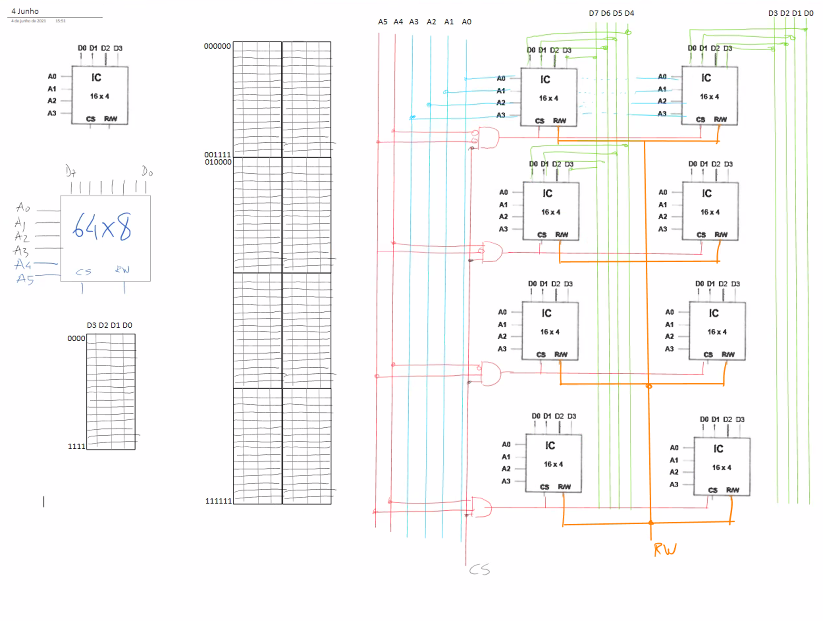 4 Junho
4 de junho de 2020 15:51
D0 D1 D2 D3
A0
A1
A2
A3
IC
16 x 4
CS R/W
D7 D0
A0
A1
A2
A3
A4
A5
64x8
CS RW
D3 D2 D1 D0
0000
1111
000000
001111
010000
111111
A5 A4 A3 A2 A1 A0
D7 D6 D5 D4
D3 D2 D1 D0
D0 D1 D2 D3
A0
A1
A2
A3
IC
16 x 4
CS R/W
D0 D1 D2 D3
A0
A1
A2
A3
IC
16 x 4
CS R/W
D0 D1 D2 D3
A0
A1
A2
A3
IC
16 x 4
CS R/W
D0 D1 D2 D3
A0
A1
A2
A3
IC
16 x 4
CS R/W
D0 D1 D2 D3
A0
A1
A2
A3
IC
16 x 4
CS R/W
D0 D1 D2 D3
A0
A1
A2
A3
IC
16 x 4
CS R/W
D0 D1 D2 D3
A0
A1
A2
A3
IC
16 x 4
CS R/W
D0 D1 D2 D3
A0
A1
A2
A3
IC
16 x 4
CS R/W
RW
CS